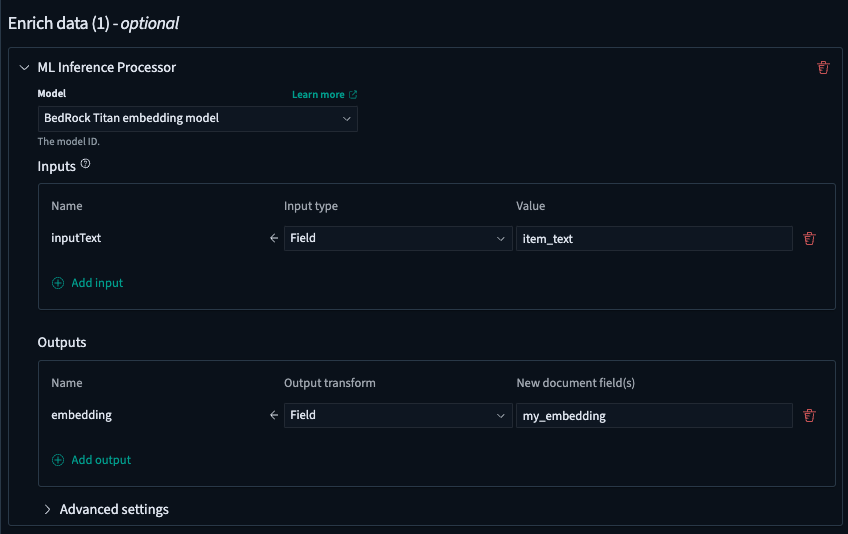 Enrich data (1) - optional
ML Inference Processor
Model Learn more
BedRock Titan embedding model
The model ID.
Inputs ?
Name Input type Value
inputText ← Field item_text
Add input
Outputs
Name Output transform New document field(s)
embedding ← Field my_embedding
Add output
Advanced settings